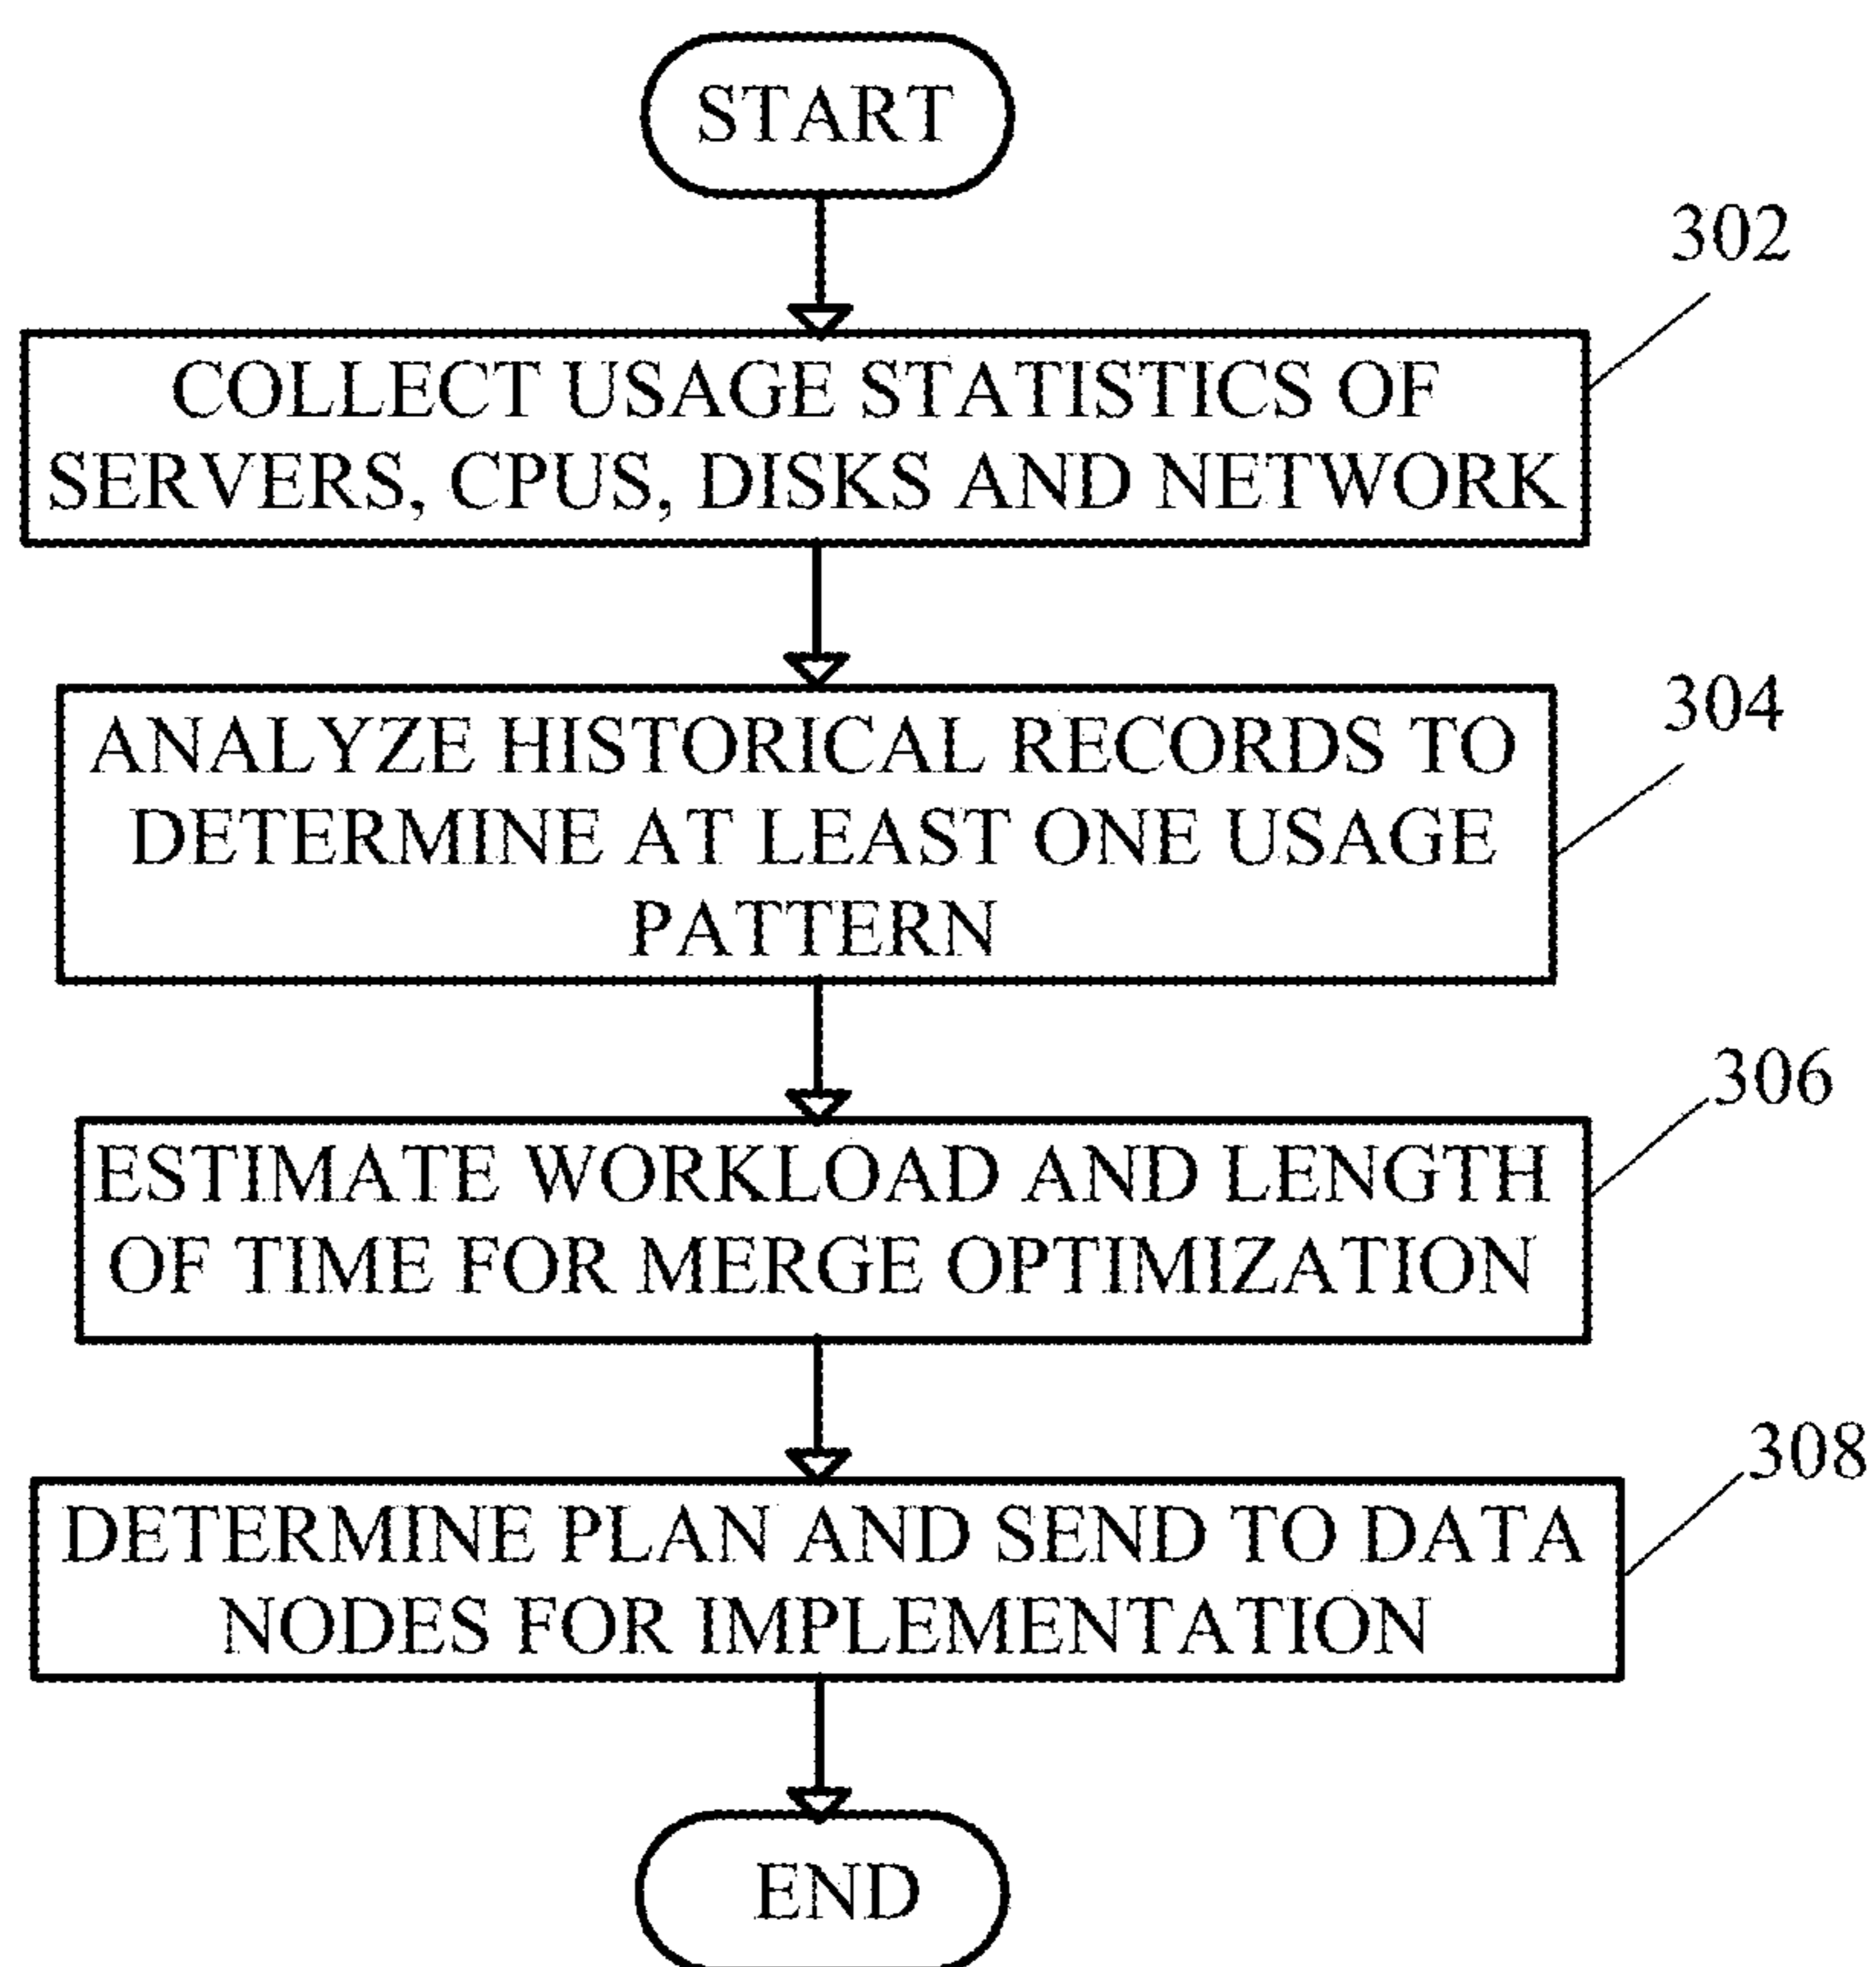 START
302
COLLECT USAGE STATISTICS OF
SERVERS, CPUS, DISKS AND NETWORK
304
ANALYZE HISTORICAL RECORDS TO
DETERMINE AT LEAST ONE USAGE
PATTERN
306
ESTIMATE WORKLOAD AND LENGTH
OF TIME FOR MERGE OPTIMIZATION
308
DETERMINE PLAN AND SEND TO DATA
NODES FOR IMPLEMENTATION
END